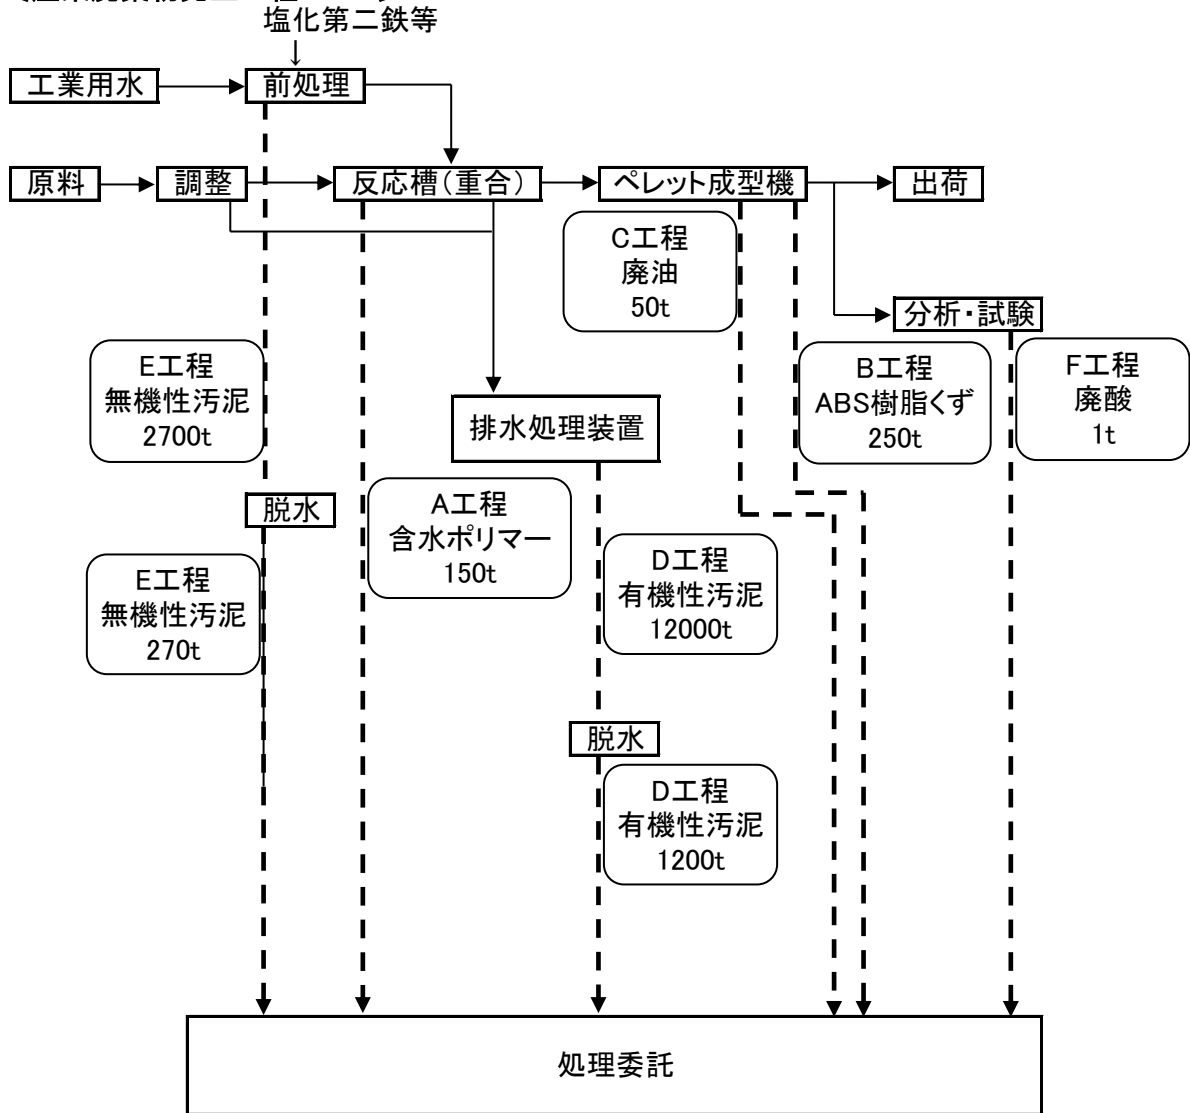 塩化第二鉄等
工業用水
前処理
原料
調整
反応槽(重合)
ペレット成型機
出荷
C工程
廃油
50t
分析・試験
E工程
無機性汚泥
2700t
B工程
ABS樹脂くず
250t
F工程
廃酸
1t
排水処理装置
脱水
A工程
含水ポリマー
150t
D工程
有機性汚泥
12000t
E工程
無機性汚泥
270t
脱水
D工程
有機性汚泥
1200t
処理委託